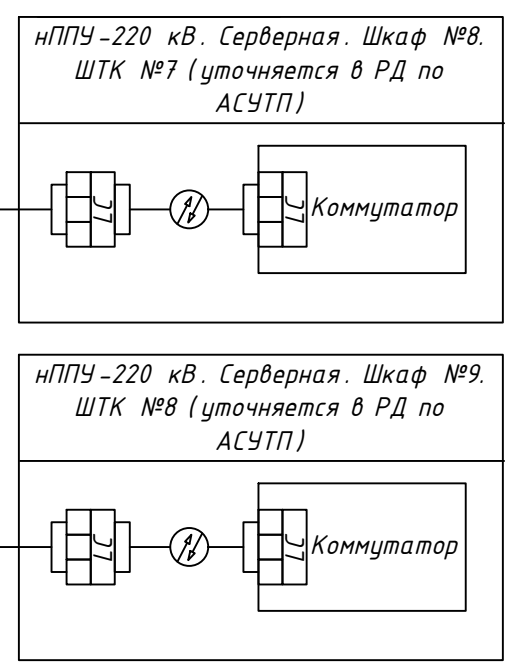 нППУ-220 кВ. Серверная. Шкаф №8.
ШТК №7 (уточняется в РД по
АСУТП)
LC
LC
Коммутатор
нППУ-220 кВ. Серверная. Шкаф №9.
ШТК №8 (уточняется в РД по
АСУТП)
LC
LC
Коммутатор